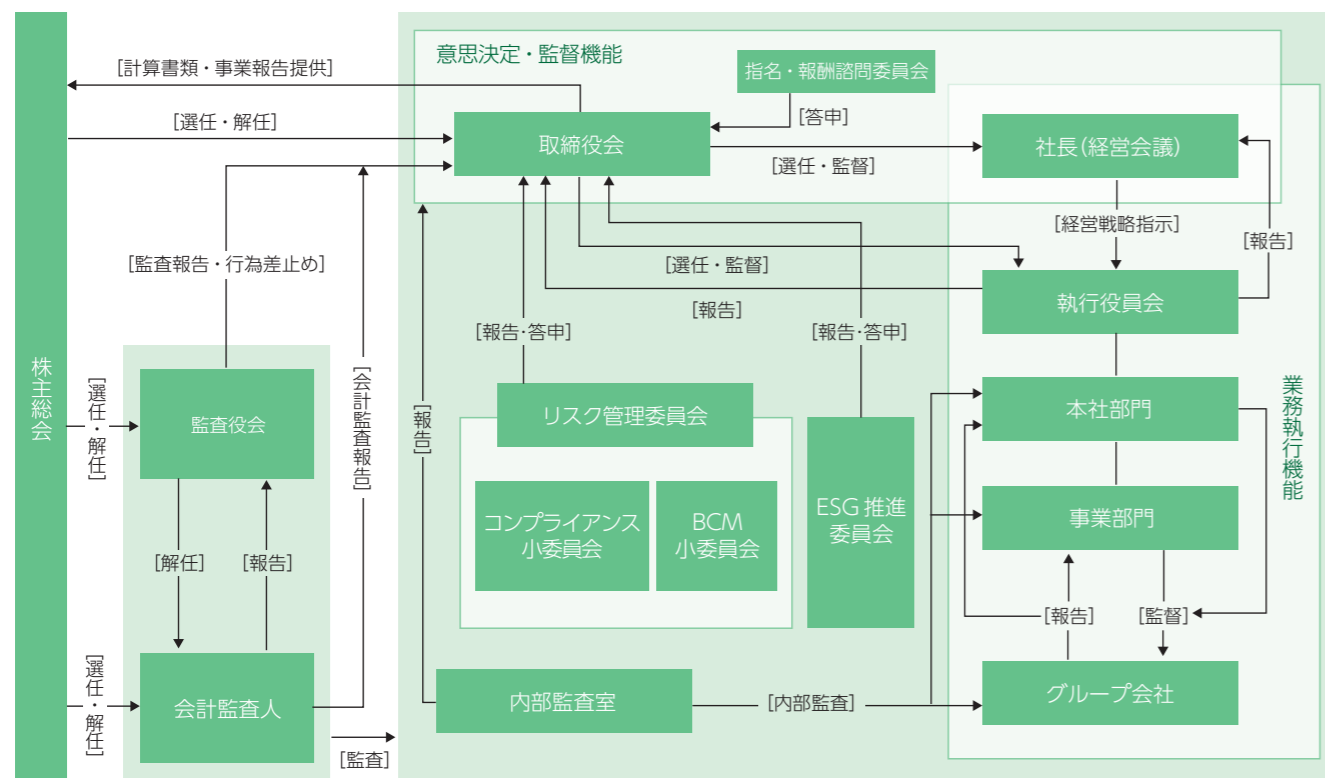 意思決定・監督機能
指名・報酬諮問委員会
[計算書類・事業報告提供]
[答申]
[選任・解任]
取締役会
社長（経営会議）
[選任・監督]
[経営戦略指示]
[報告]
[監査報告・行為差止め]
[選任・監督]
執行役員会
[報告]
[報告・答申]
[報告・答申]
株主総会
[選任・解任]
監査役会
[会計監査報告]
[報告]
リスク管理委員会
本社部門
業務執行機能
コンプライアンス
小委員会
BCM
小委員会
ESG 推進
委員会
事業部門
[解任]
[報告]
[報告]
[監督]
[選任・解任]
会計監査人
内部監査室
[内部監査]
グループ会社
[監査]